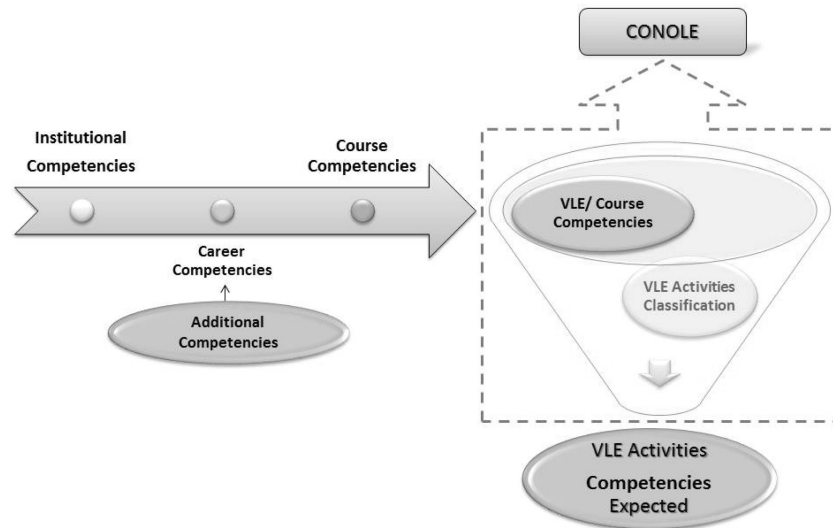 CONOLE
Institutional
Competencies
Course
Competencies
VLE/ Course
Competencies
Career
Competencies
VLE Activities
Classification
Additional
Competencies
VLE Activities
Competencies
Expected